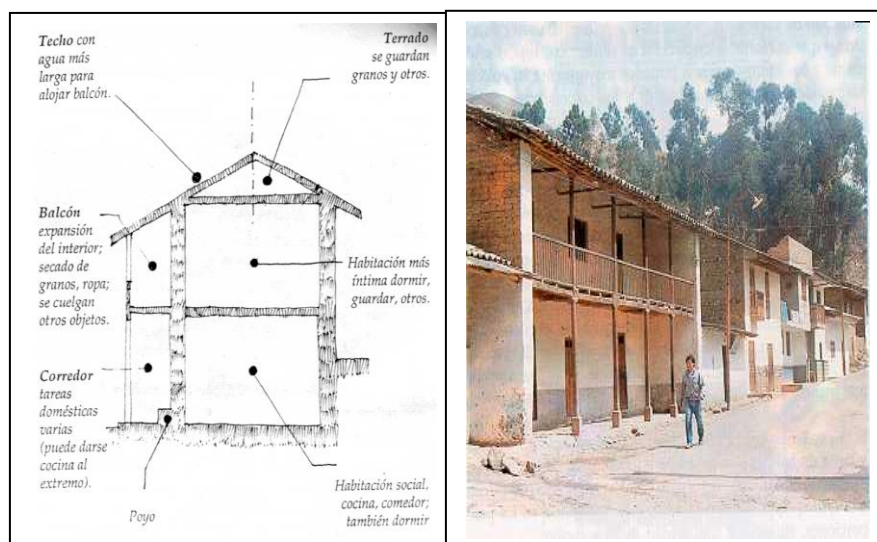 Techo con
agua más
larga para
alojar balcón.
Terrado
se guardan
granos y otros.
Balcón
expansión
del interior;
secado de
granos, ropa;
se cuelgan
otros objetos.
Habitación más
íntima dormir,
guardar, otros.
Corredor
tareas
domésticas
varias
(puede darse
cocina al
extremo).
Poyo
Habitación social,
cocina, comedor;
también dormir